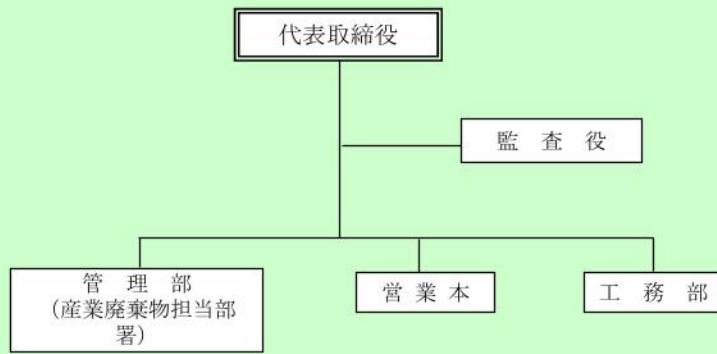 代表取締役
監 査 役
管 理 部
(産業廃棄物担当部
署)
営 業 本
工 務 部